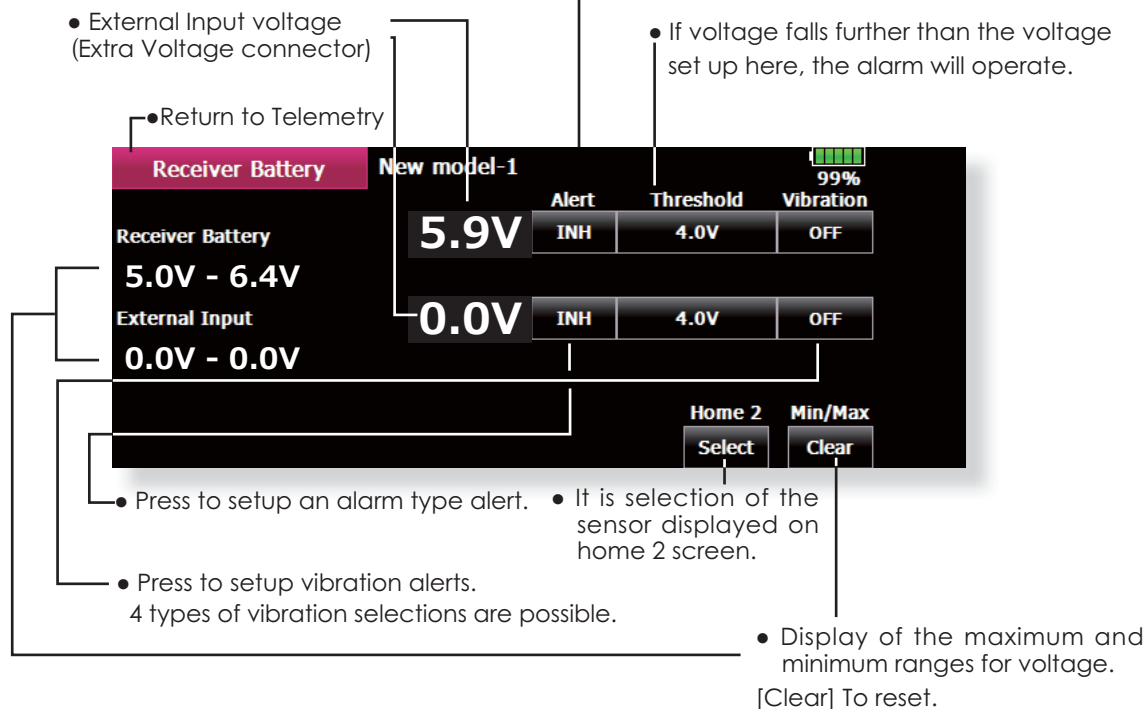 ● External Input voltage
(Extra Voltage connector)
● If voltage falls further than the voltage
set up here, the alarm will operate.
●Return to Telemetry
Receiver Battery New model-1
99%
Alert Threshold Vibration
Receiver Battery 5.9V INH 4.0V OFF
5.0V - 6.4V
External Input 0.0V INH 4.0V OFF
0.0V - 0.0V
Home 2 Min/Max
Select Clear
● Press to setup an alarm type alert.
● It is selection of the
sensor displayed on
home 2 screen.
● Press to setup vibration alerts.
4 types of vibration selections are possible.
● Display of the maximum and
minimum ranges for voltage.
[Clear] To reset.